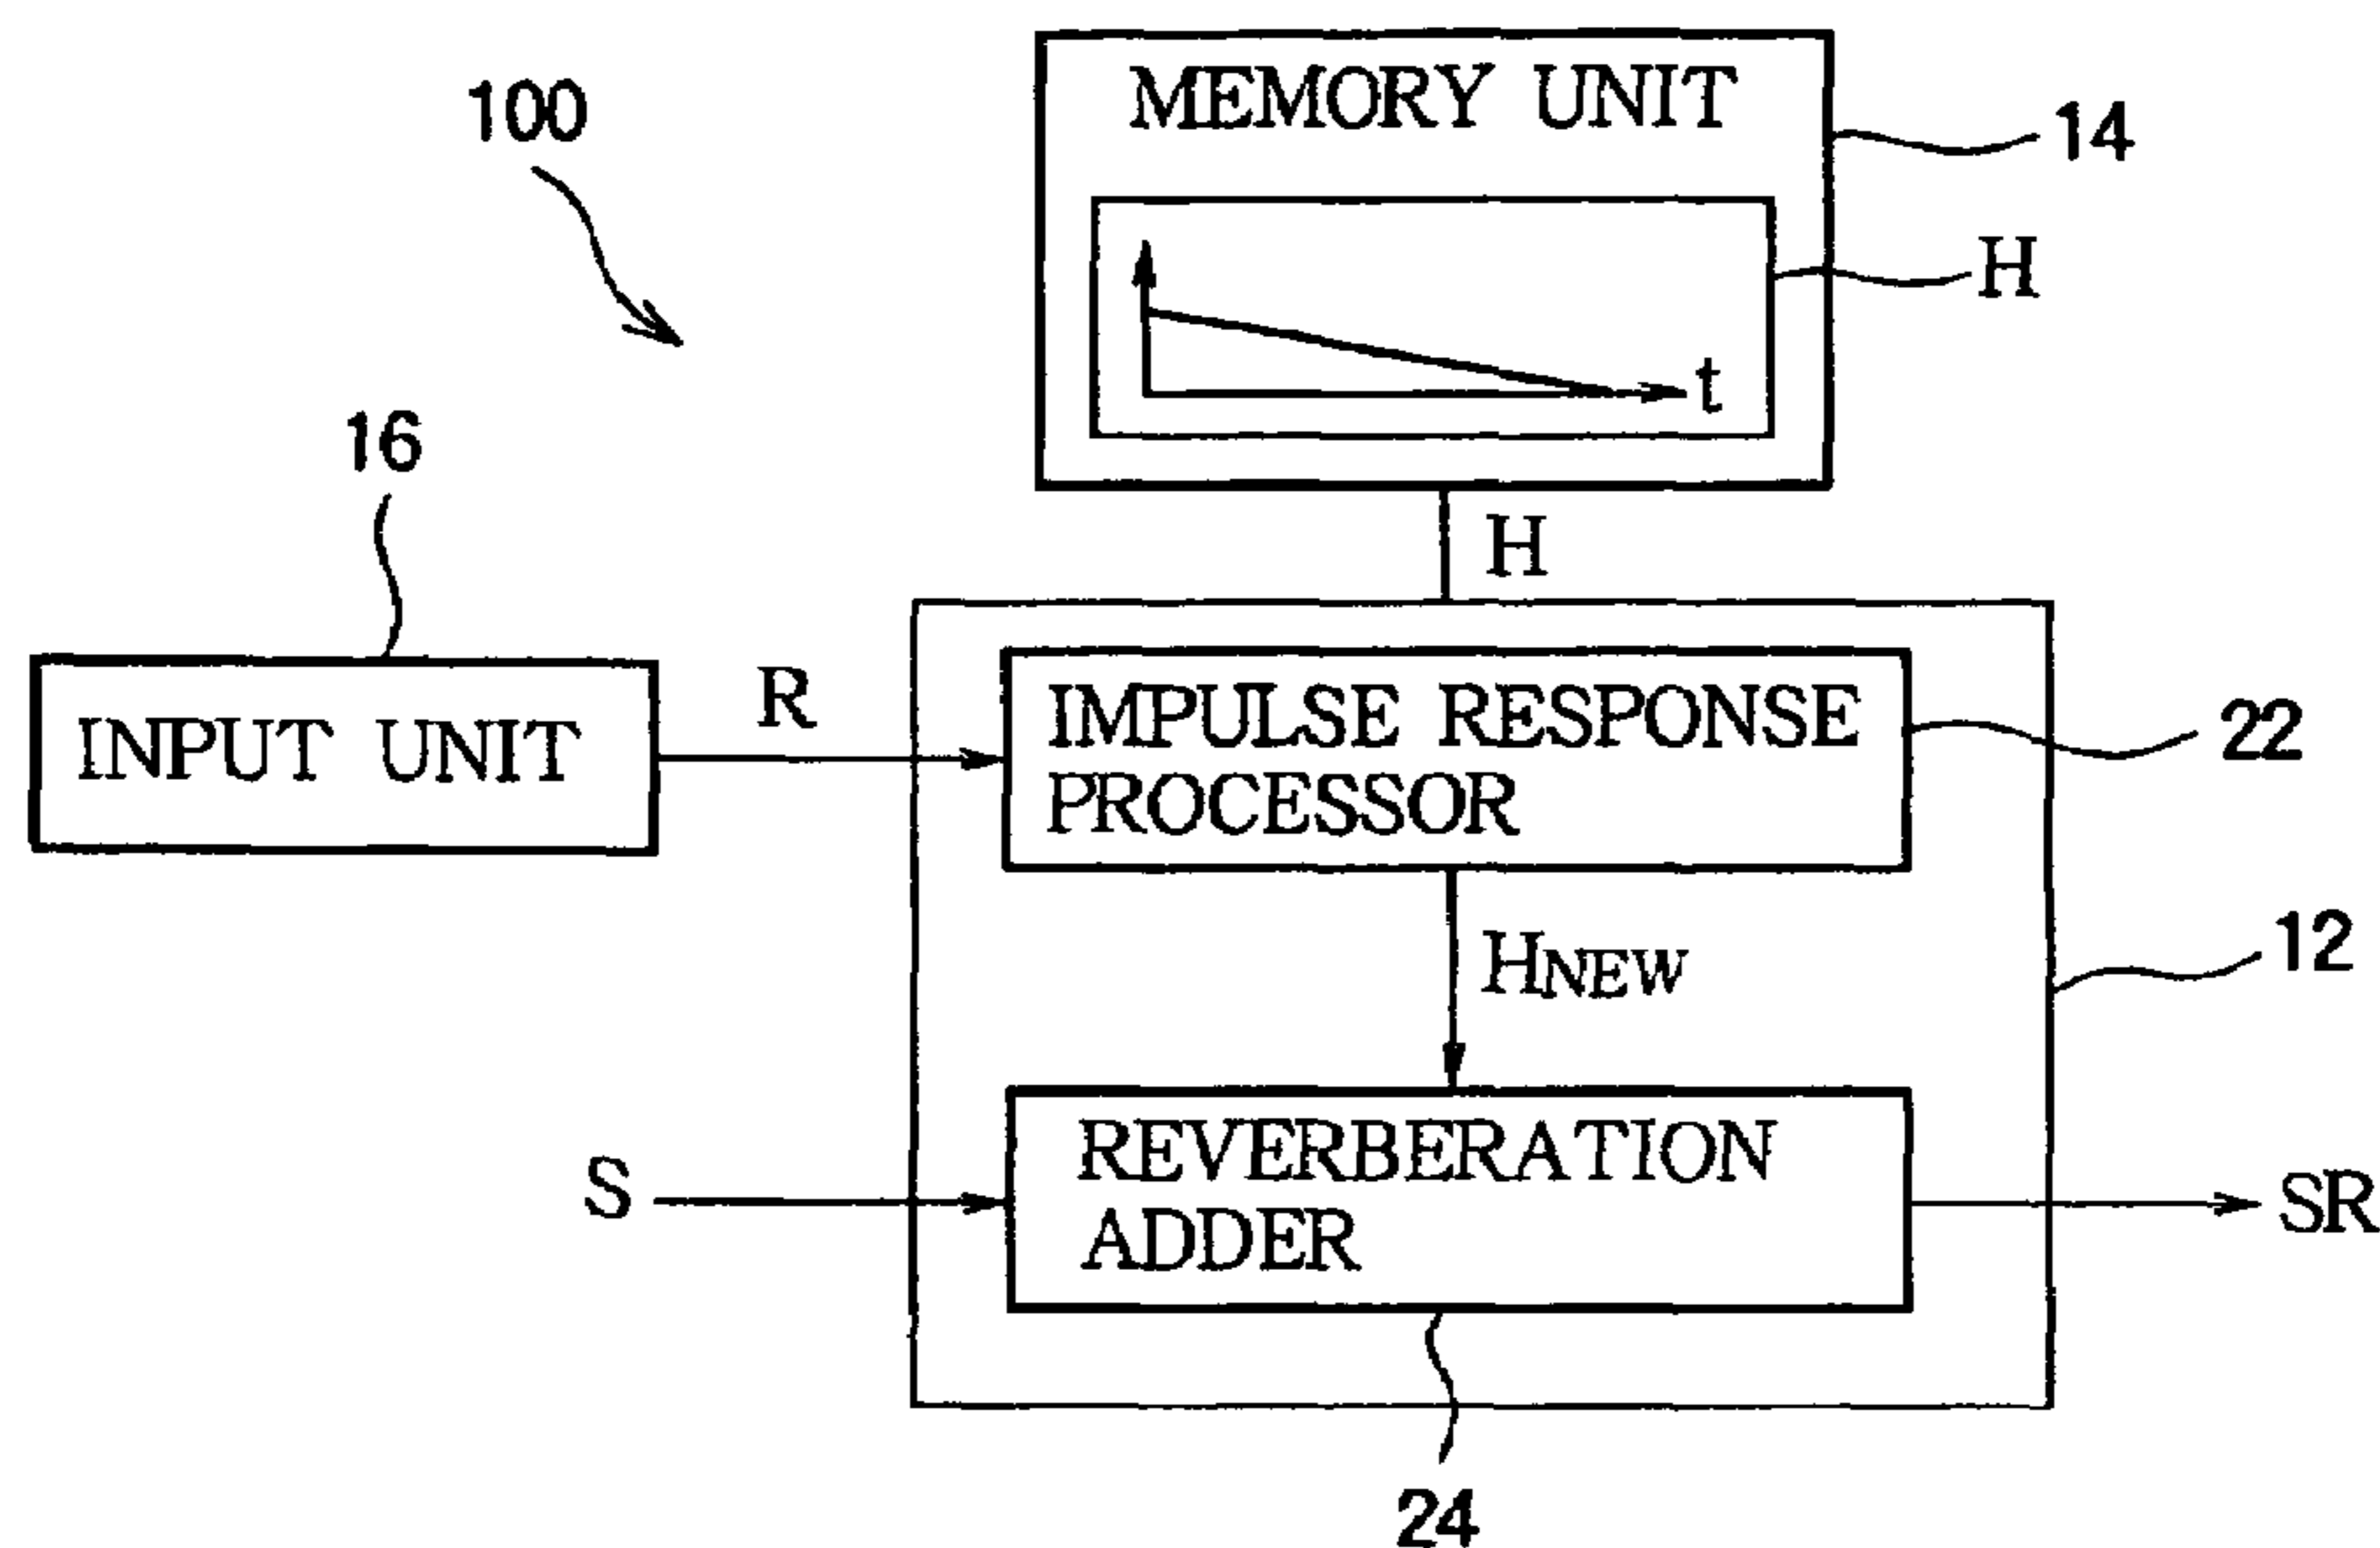 MEMORY UNIT
100
14
H
t
16
H
R
INPUT UNIT
IMPULSE RESPONSE
PROCESSOR
22
HNEW
12
REVERBERATION
ADDER
S
SR
24